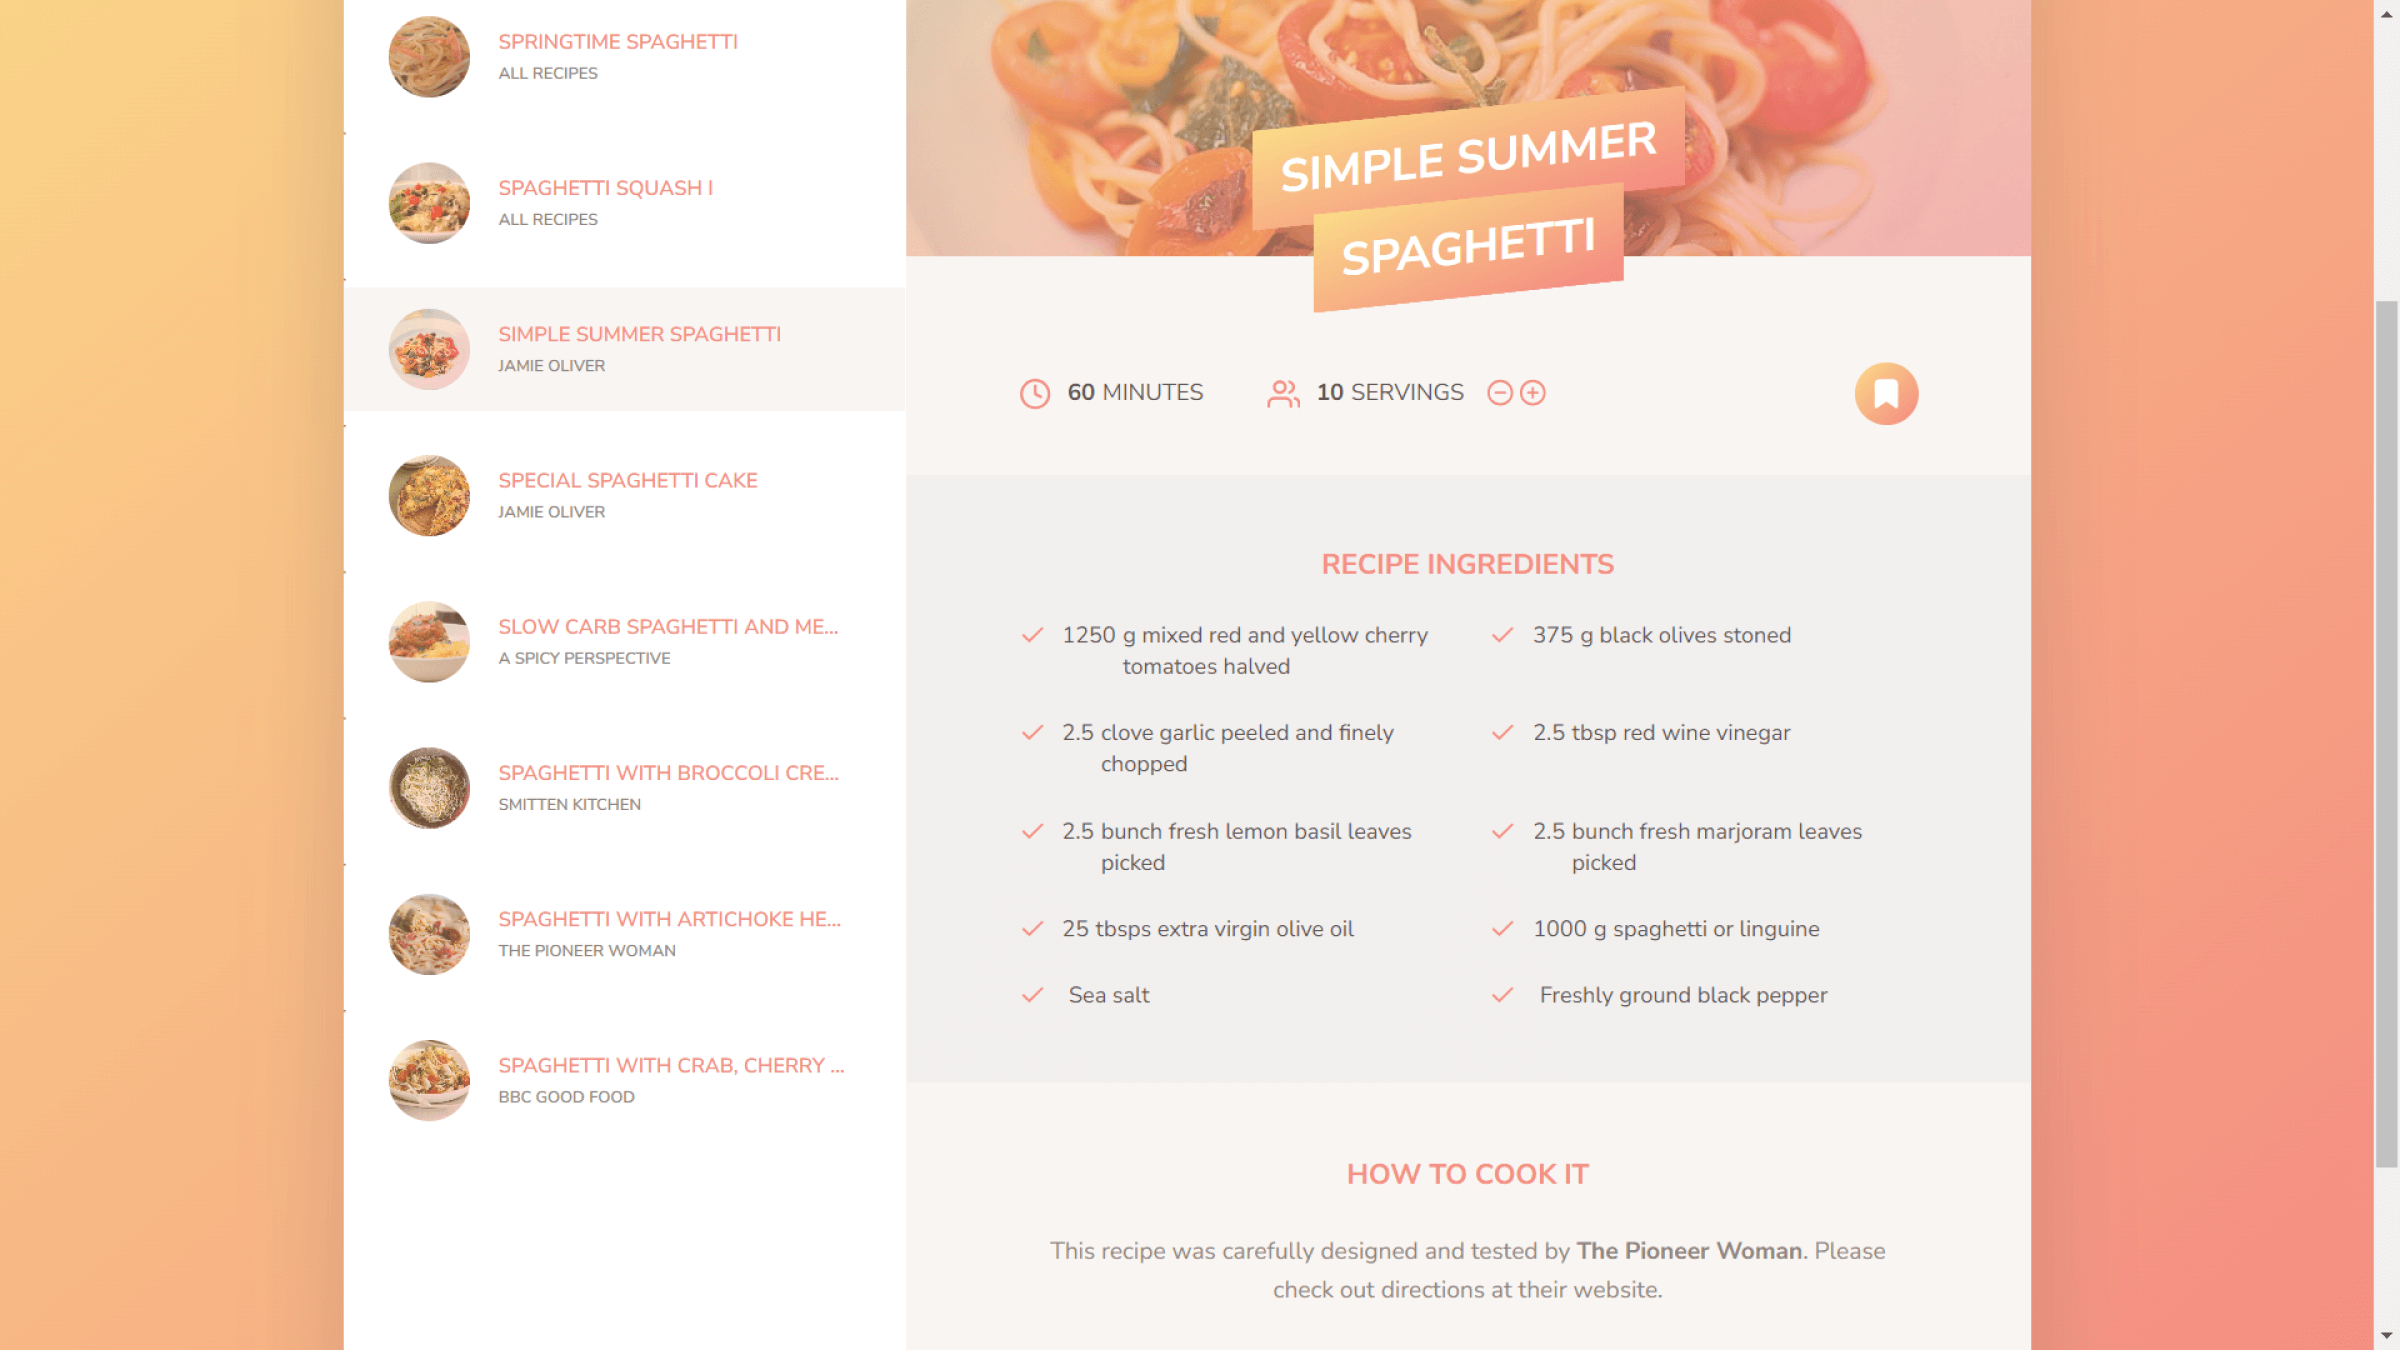 SPRINGTIME SPAGHETTI
ALL RECIPES
SPAGHETTI SQUASH I
ALL RECIPES
SIMPLE SUMMER SPAGHETTI
JAMIE OLIVER
SPECIAL SPAGHETTI CAKE
JAMIE OLIVER
SLOW CARB SPAGHETTI AND ME...
A SPICY PERSPECTIVE
SPAGHETTI WITH BROCCOLI CRE...
SMITTEN KITCHEN
SPAGHETTI WITH ARTICHOKE HE...
THE PIONEER WOMAN
SPAGHETTI WITH CRAB, CHERRY ...
BBC GOOD FOOD
SIMPLE SUMMER
SPAGHETTI
60 MINUTES
10 SERVINGS
RECIPE INGREDIENTS
1250 g mixed red and yellow cherry
tomatoes halved
375 g black olives stoned
2.5 clove garlic peeled and finely
chopped
2.5 tbsp red wine vinegar
2.5 bunch fresh lemon basil leaves
picked
2.5 bunch fresh marjoram leaves
picked
25 tbsps extra virgin olive oil
1000 g spaghetti or linguine
Sea salt
Freshly ground black pepper
HOW TO COOK IT
This recipe was carefully designed and tested by The Pioneer Woman. Please
check out directions at their website.